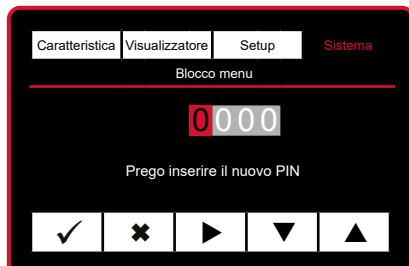 Caratteristica Visualizzatore Setup Sistema
Blocco menu
0000
Prego inserire il nuovo PIN